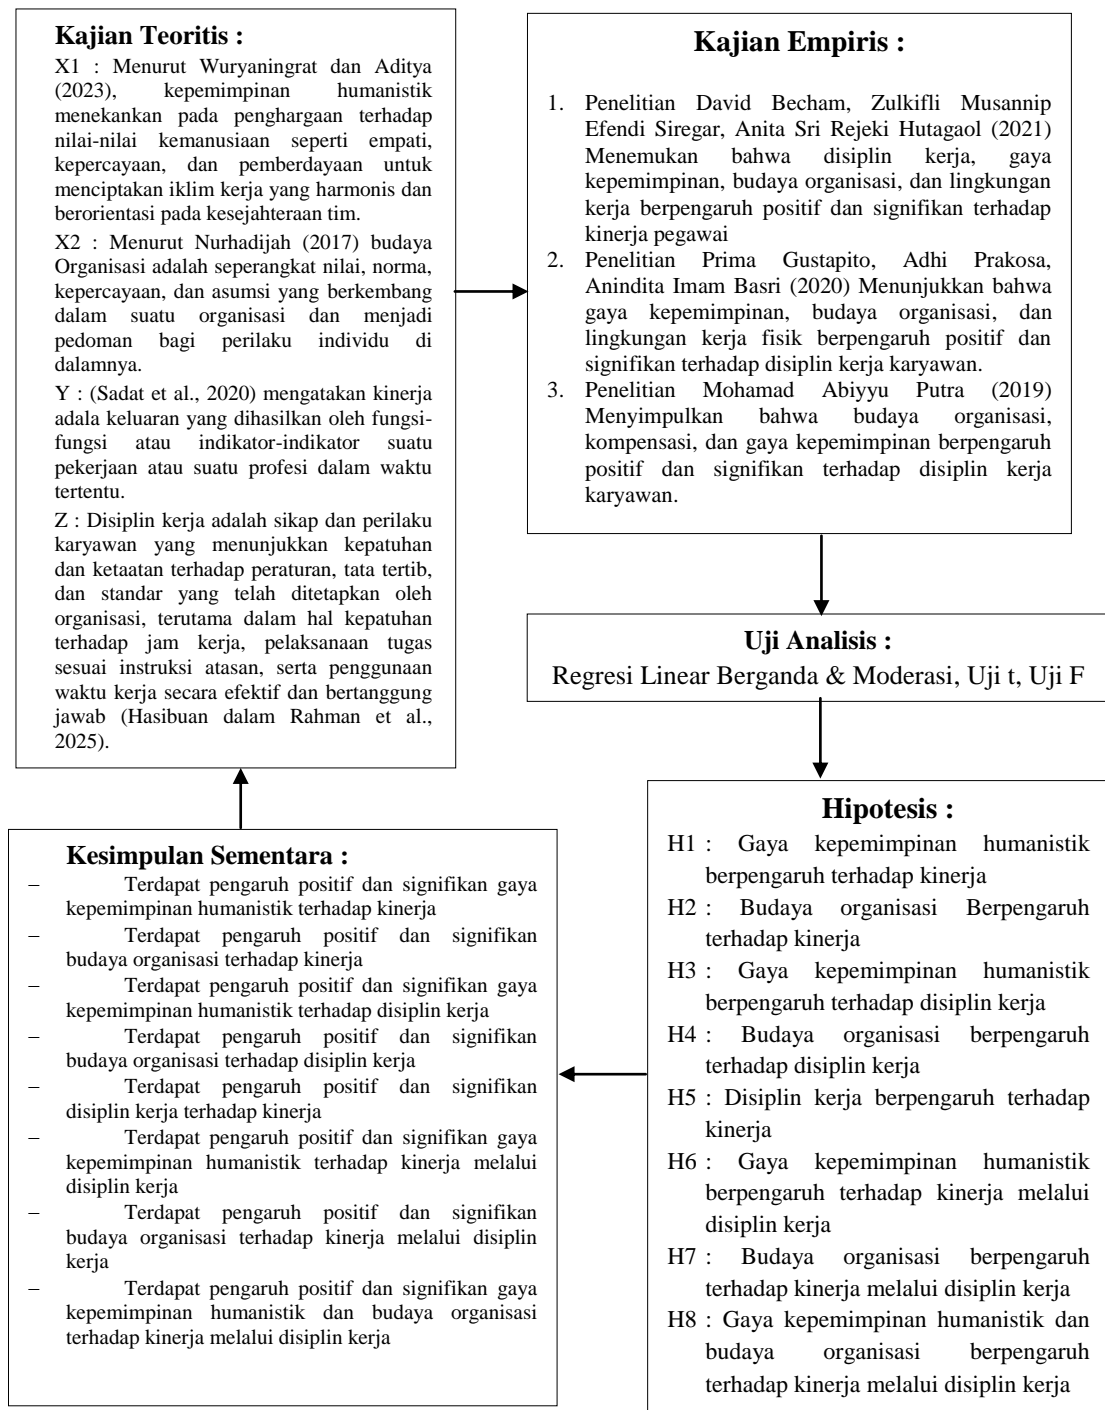 Kajian Teoritis :
X1 : Menurut Wuryaningrat dan Aditya
(2023), kepemimpinan humanistik
menekankan pada penghargaan terhadap
nilai-nilai kemanusiaan seperti empati,
kepercayaan, dan pemberdayaan untuk
menciptakan iklim kerja yang harmonis dan
berorientasi pada kesejahteraan tim.
X2 : Menurut Nurhadijah (2017) budaya
Organisasi adalah seperangkat nilai, norma,
kepercayaan, dan asumsi yang berkembang
dalam suatu organisasi dan menjadi
pedoman bagi perilaku individu di
dalamnya.
Y : (Sadat et al., 2020) mengatakan kinerja
adala keluaran yang dihasilkan oleh fungsi-
fungsi atau indikator-indikator suatu
pekerjaan atau suatu profesi dalam waktu
tertentu.
Z : Disiplin kerja adalah sikap dan perilaku
karyawan yang menunjukkan kepatuhan
dan ketaatan terhadap peraturan, tata tertib,
dan standar yang telah ditetapkan oleh
organisasi, terutama dalam hal kepatuhan
terhadap jam kerja, pelaksanaan tugas
sesuai instruksi atasan, serta penggunaan
waktu kerja secara efektif dan bertanggung
jawab (Hasibuan dalam Rahman et al.,
2025).
Kajian Empiris :
1. Penelitian David Becham, Zulkifli Musannip
Efendi Siregar, Anita Sri Rejeki Hutagaol (2021)
Menemukan bahwa disiplin kerja, gaya
kepemimpinan, budaya organisasi, dan lingkungan
kerja berpengaruh positif dan signifikan terhadap
kinerja pegawai
2. Penelitian Prima Gustapito, Adhi Prakosa,
Anindita Imam Basri (2020) Menunjukkan bahwa
gaya kepemimpinan, budaya organisasi, dan
lingkungan kerja fisik berpengaruh positif dan
signifikan terhadap disiplin kerja karyawan.
3. Penelitian Mohamad Abiyyu Putra (2019)
Menyimpulkan bahwa budaya organisasi,
kompensasi, dan gaya kepemimpinan berpengaruh
positif dan signifikan terhadap disiplin kerja
karyawan.
Uji Analisis :
Regresi Linear Berganda & Moderasi, Uji t, Uji F
Hipotesis :
H1 : Gaya kepemimpinan humanistik
berpengaruh terhadap kinerja
H2 : Budaya organisasi Berpengaruh
terhadap kinerja
H3 : Gaya kepemimpinan humanistik
berpengaruh terhadap disiplin kerja
H4 : Budaya organisasi berpengaruh
terhadap disiplin kerja
H5 : Disiplin kerja berpengaruh terhadap
kinerja
H6 : Gaya kepemimpinan humanistik
berpengaruh terhadap kinerja melalui
disiplin kerja
H7 : Budaya organisasi berpengaruh
terhadap kinerja melalui disiplin kerja
H8 : Gaya kepemimpinan humanistik dan
budaya organisasi berpengaruh
terhadap kinerja melalui disiplin kerja
Kesimpulan Sementara :
– Terdapat pengaruh positif dan signifikan gaya
kepemimpinan humanistik terhadap kinerja
– Terdapat pengaruh positif dan signifikan
budaya organisasi terhadap kinerja
– Terdapat pengaruh positif dan signifikan gaya
kepemimpinan humanistik terhadap disiplin kerja
– Terdapat pengaruh positif dan signifikan
budaya organisasi terhadap disiplin kerja
– Terdapat pengaruh positif dan signifikan
disiplin kerja terhadap kinerja
– Terdapat pengaruh positif dan signifikan gaya
kepemimpinan humanistik terhadap kinerja melalui
disiplin kerja
– Terdapat pengaruh positif dan signifikan
budaya organisasi terhadap kinerja melalui disiplin
kerja
– Terdapat pengaruh positif dan signifikan gaya
kepemimpinan humanistik dan budaya organisasi
terhadap kinerja melalui disiplin kerja